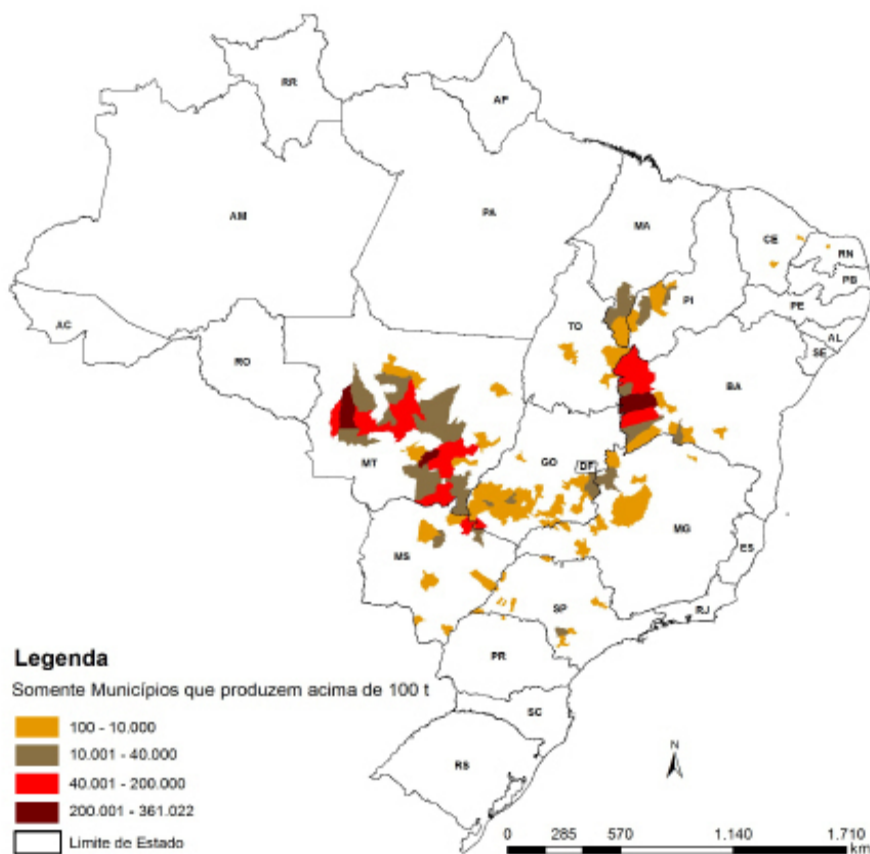 RR
AP
AM
PA
MA
CE
RN
PB
PI
PE
AL
SE
AC
TO
RO
BA
MT
GO
DF
MG
ES
MS
SP
RJ
PR
SC
RS
Legenda
Somente Municípios que produzem acima de 100 t
100 - 10.000
10.001 - 40.000
40.001 - 200.000
200.001 - 361.022
Limite de Estado
N
0 285 570 1.140 1.710
km